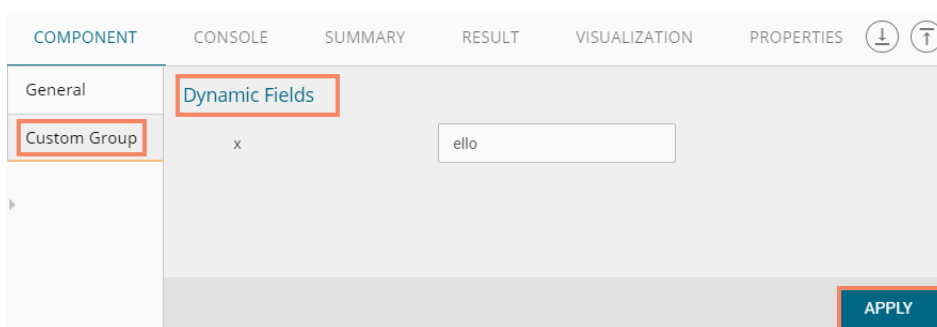 COMPONENT CONSOLE SUMMARY RESULT VISUALIZATION PROPERTIES
General
Dynamic Fields
Custom Group
x ello
APPLY